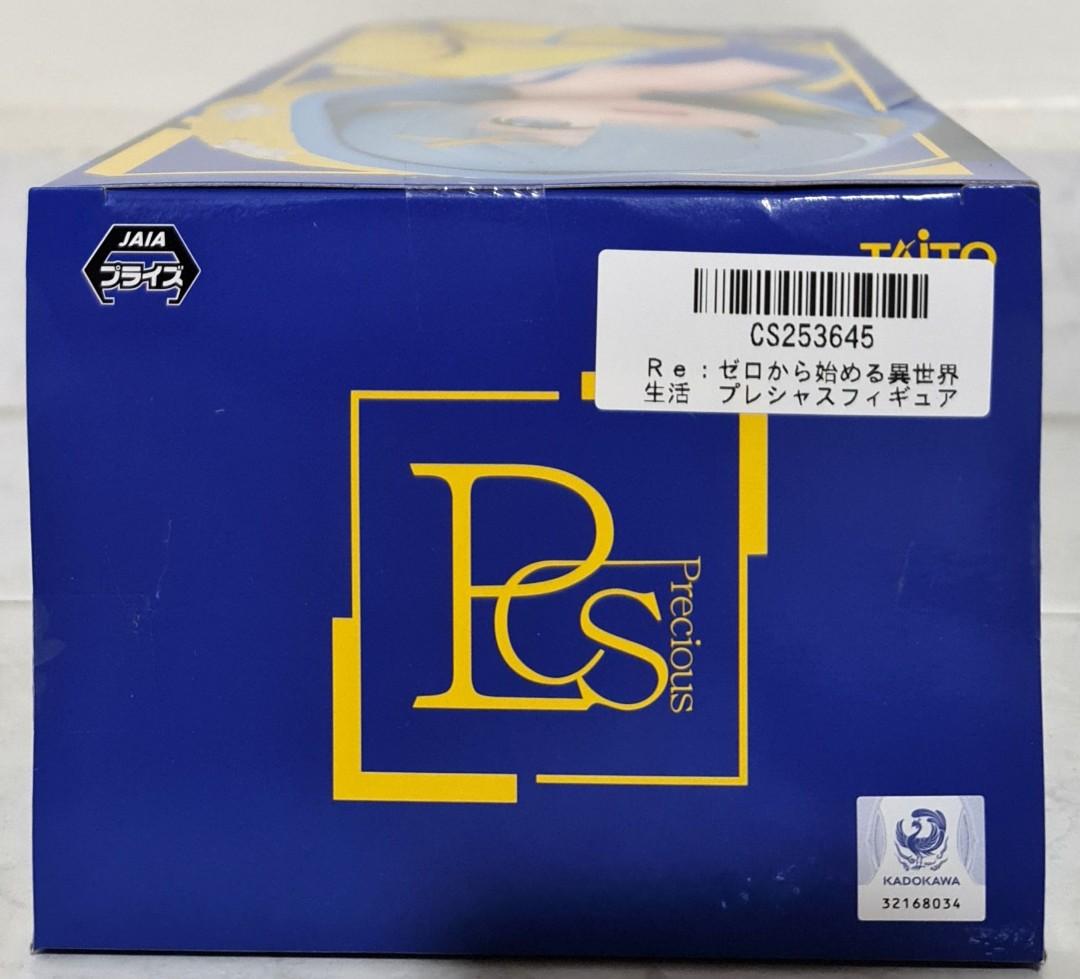 JAIA
プライズ
TAiTO
CS253645
Re：ゼロから始める異世界
生活　プレシャスフィギュア
PCS
Precious
KADOKAWA
32168034